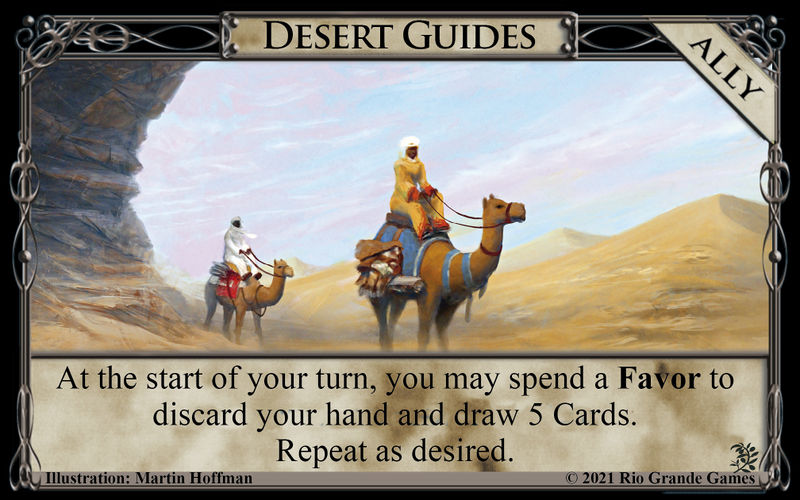 DESERT GUIDES
ALLY
At the start of your turn, you may spend a Favor to
discard your hand and draw 5 Cards.
Repeat as desired.
Illustration: Martin Hoffman
© 2021 Rio Grande Games